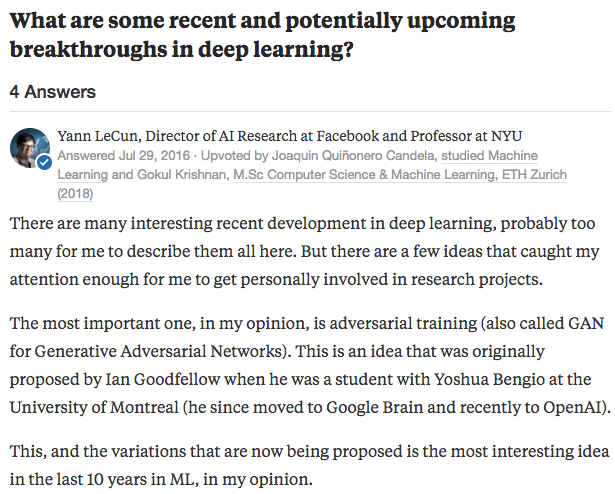 What are some recent and potentially upcoming
breakthroughs in deep learning?
4 Answers
Yann LeCun, Director of AI Research at Facebook and Professor at NYU
Answered Jul 29, 2016 · Upvoted by Joaquin Quiñonero Candela, studied Machine
Learning and Gokul Krishnan, M.Sc Computer Science & Machine Learning, ETH Zurich
(2018)
There are many interesting recent development in deep learning, probably too
many for me to describe them all here. But there are a few ideas that caught my
attention enough for me to get personally involved in research projects.
The most important one, in my opinion, is adversarial training (also called GAN
for Generative Adversarial Networks). This is an idea that was originally
proposed by Ian Goodfellow when he was a student with Yoshua Bengio at the
University of Montreal (he since moved to Google Brain and recently to OpenAI).
This, and the variations that are now being proposed is the most interesting idea
in the last 10 years in ML, in my opinion.